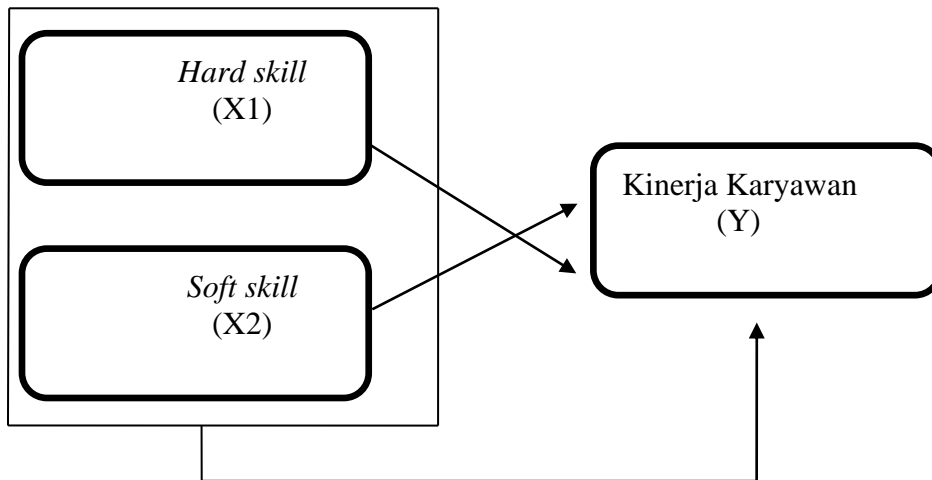 Hard skill
(X1)
Soft skill
(X2)
Kinerja Karyawan
(Y)